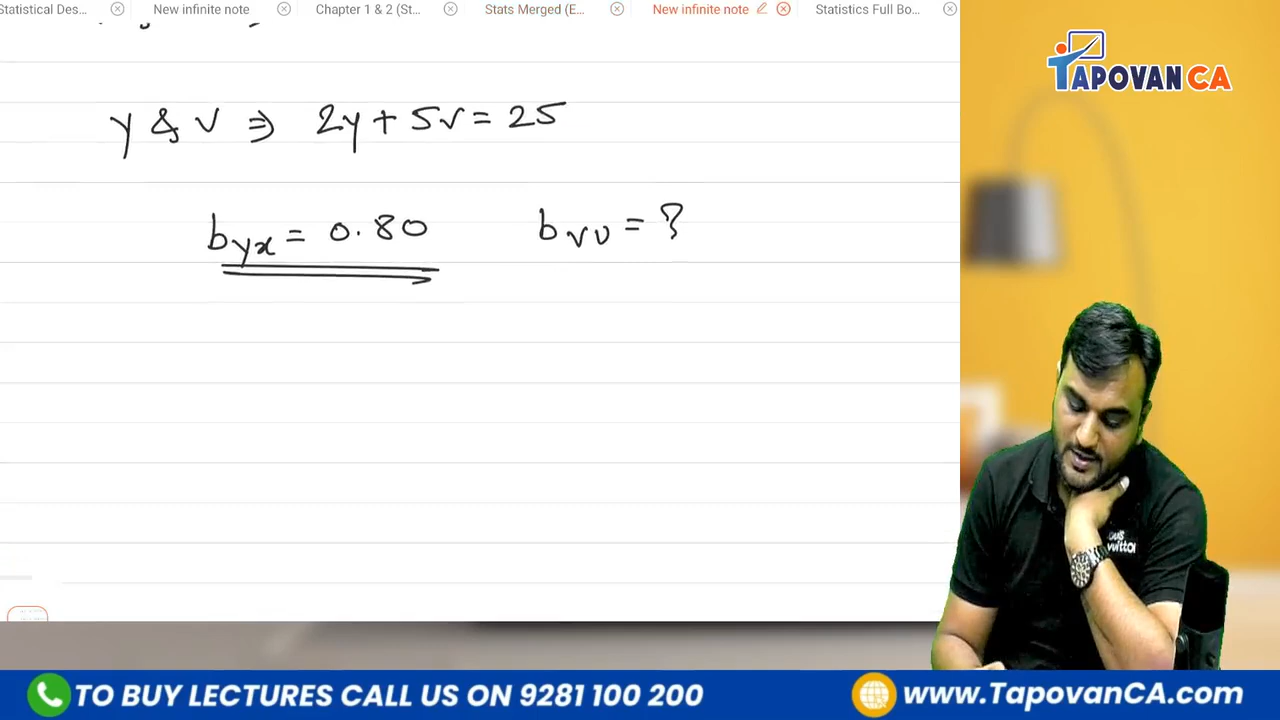 Statistical Des... New infinite note Chapter 1 & 2 (St... Stats Merged (E... New infinite note Statistics Full Bo...
TAPOVAN CA
y & v ⇒ 2y + 5v = 25
byx = 0.80 bvu = ?
TO BUY LECTURES CALL US ON 9281 100 200 www.TapovanCA.com